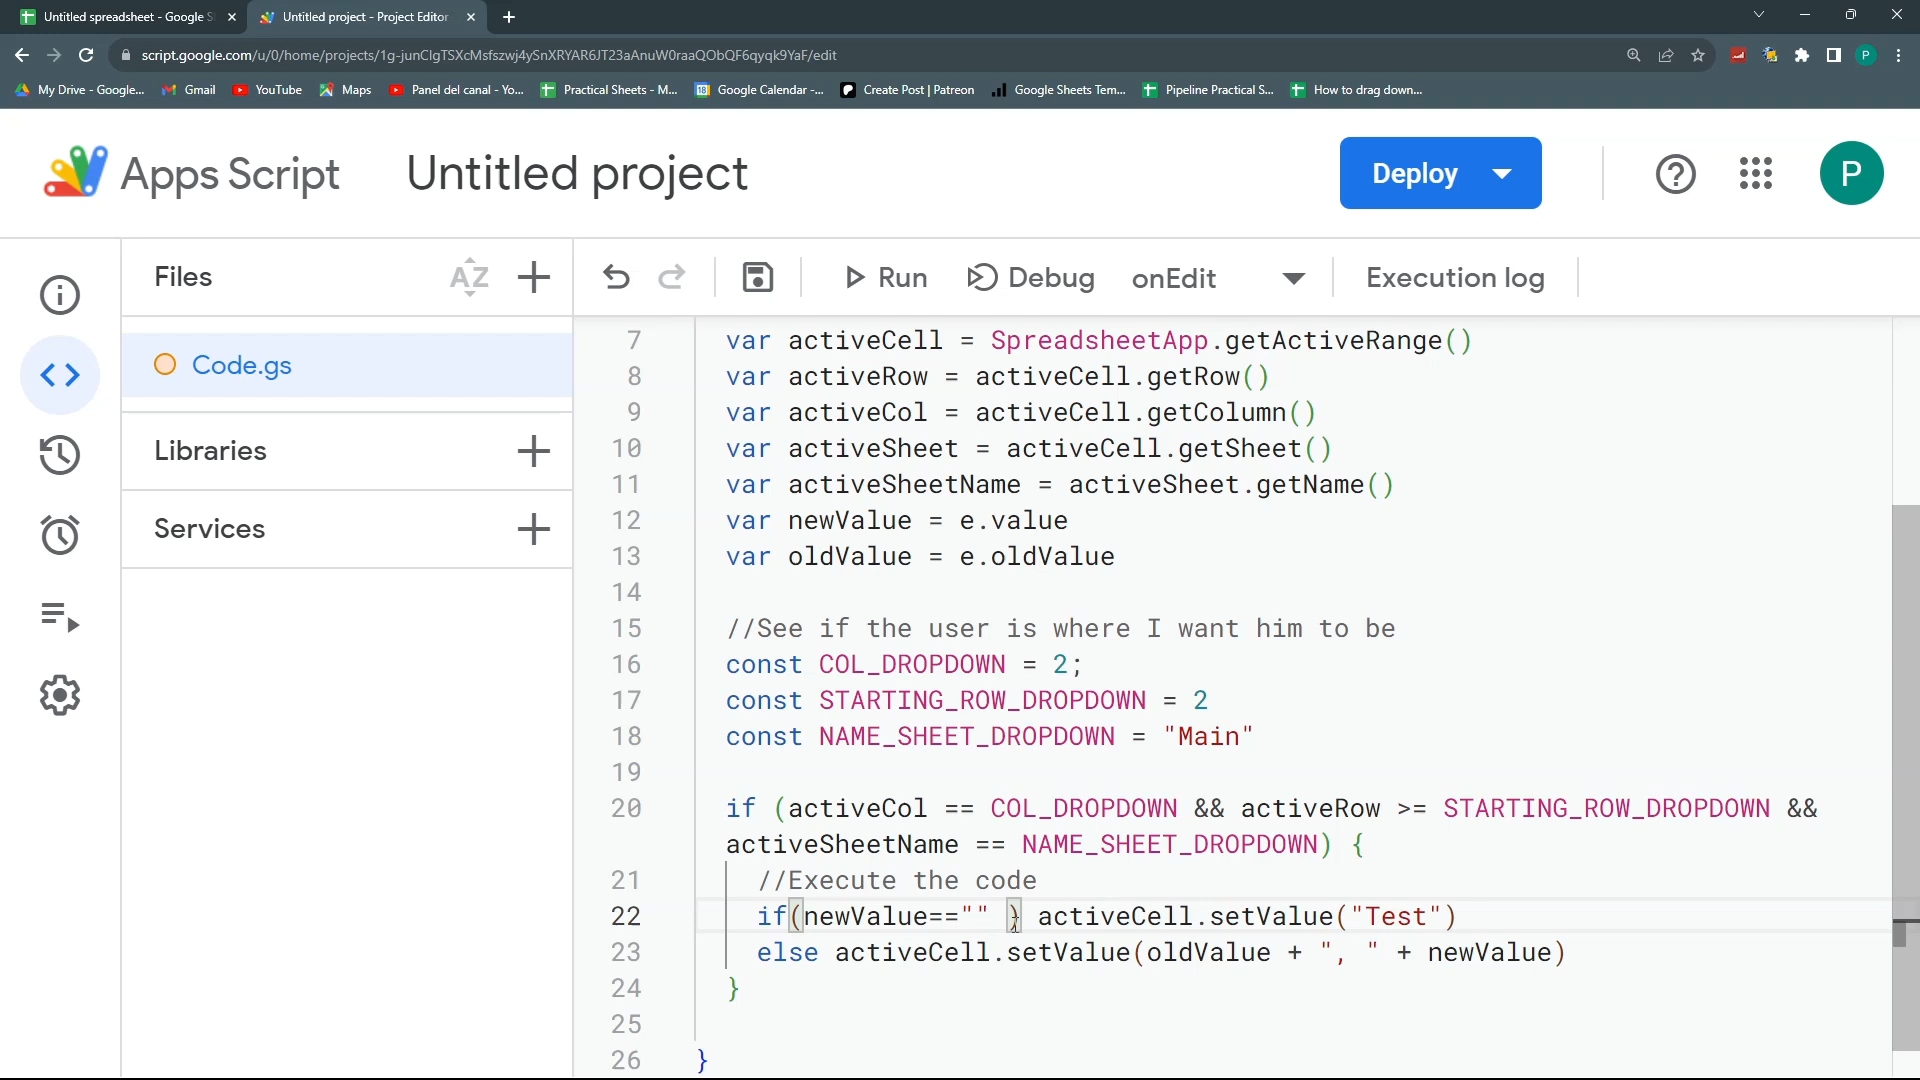 Untitled spreadsheet - Google S
Untitled project - Project Editor
script.google.com/u/0/home/projects/1g-junClgTSXcMsfszwj4ySnXRYAR6JT23aAnuW0raaQObQF6qyqk9YaF/edit
P
My Drive - Google...
Gmail
YouTube
Maps
Panel del canal - Yo...
Practical Sheets - M...
Google Calendar -...
Create Post | Patreon
Google Sheets Tem...
Pipeline Practical S...
How to drag down...
Apps Script
Untitled project
Deploy
P
Files
AZ
Run
Debug
onEdit
Execution log
Code.gs
Libraries
Services
7 var activeCell = SpreadsheetApp.getActiveRange()
8 var activeRow = activeCell.getRow()
9 var activeCol = activeCell.getColumn()
10 var activeSheet = activeCell.getSheet()
11 var activeSheetName = activeSheet.getName()
12 var newValue = e.value
13 var oldValue = e.oldValue
14
15 //See if the user is where I want him to be
16 const COL_DROPDOWN = 2;
17 const STARTING_ROW_DROPDOWN = 2
18 const NAME_SHEET_DROPDOWN = "Main"
19
20 if (activeCol == COL_DROPDOWN && activeRow >= STARTING_ROW_DROPDOWN &&
activeSheetName == NAME_SHEET_DROPDOWN) {
21 //Execute the code
22 if(newValue=="" ) activeCell.setValue("Test")
23 else activeCell.setValue(oldValue + ", " + newValue)
24 }
25
26 }